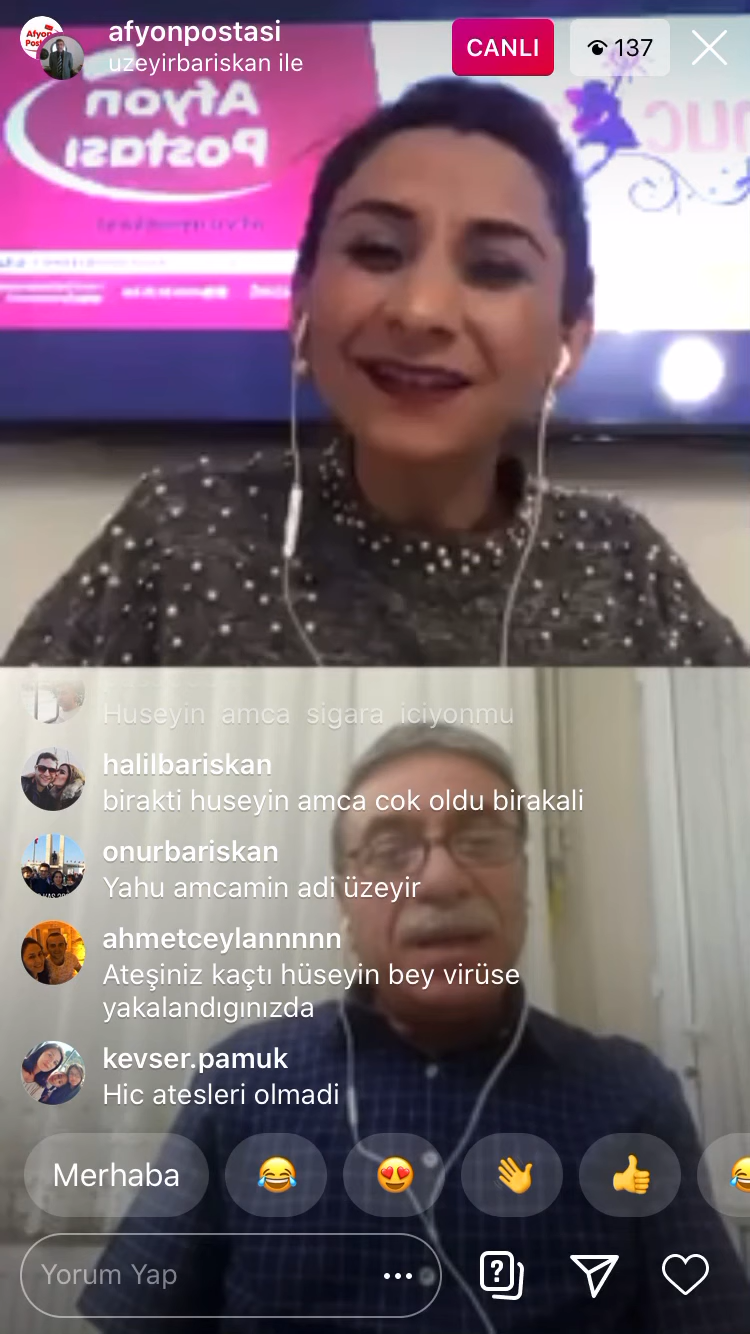 afyonpostasi
uzeyirbariskan ile
CANLI
137
Afyon
Postası
Huseyin amca sigara iciyonmu
halilbariskan
birakti huseyin amca cok oldu birakali
onurbariskan
Yahu amcamin adi üzeyir
ahmetceylannnnn
Ateşiniz kaçtı hüseyin bey virüse
yakalandıgınızda
kevser.pamuk
Hic atesleri olmadi
Merhaba
Yorum Yap